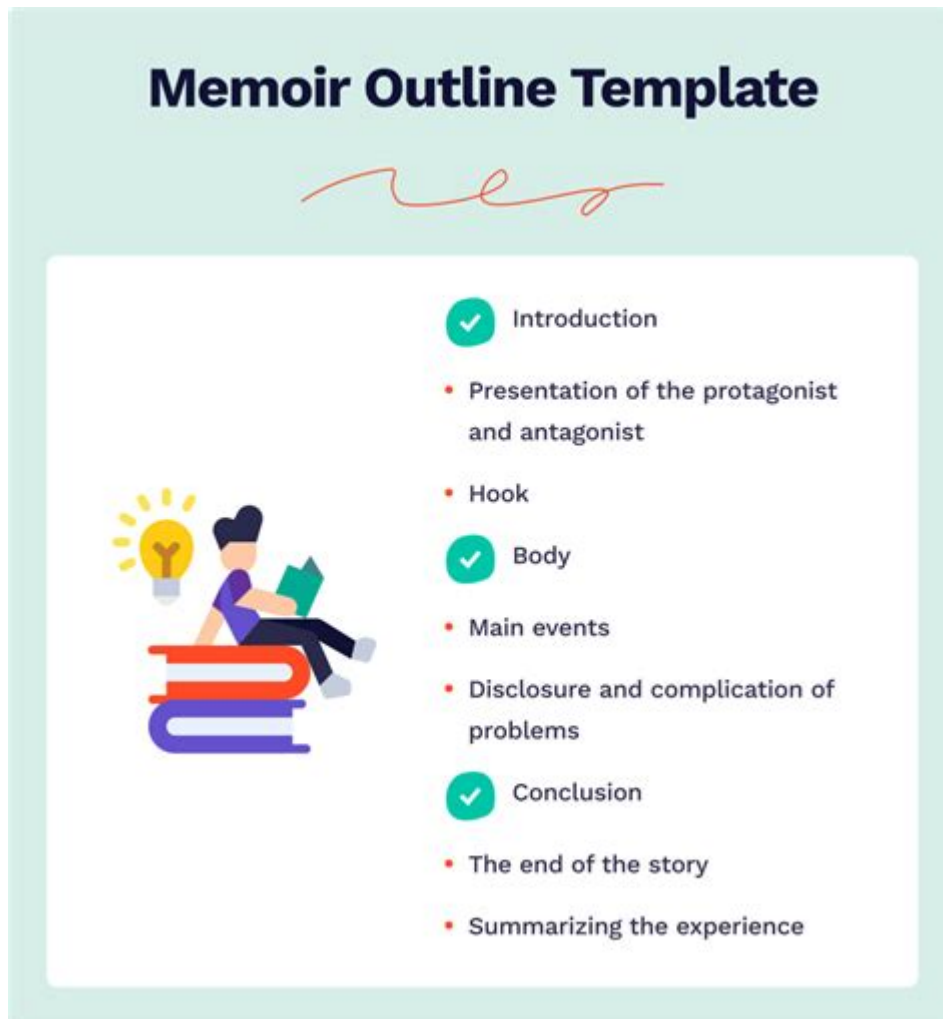 Memoir Outline Template
Introduction
Presentation of the protagonist
and antagonist
Hook
Body
Main events
Disclosure and complication of
problems
Conclusion
The end of the story
Summarizing the experience